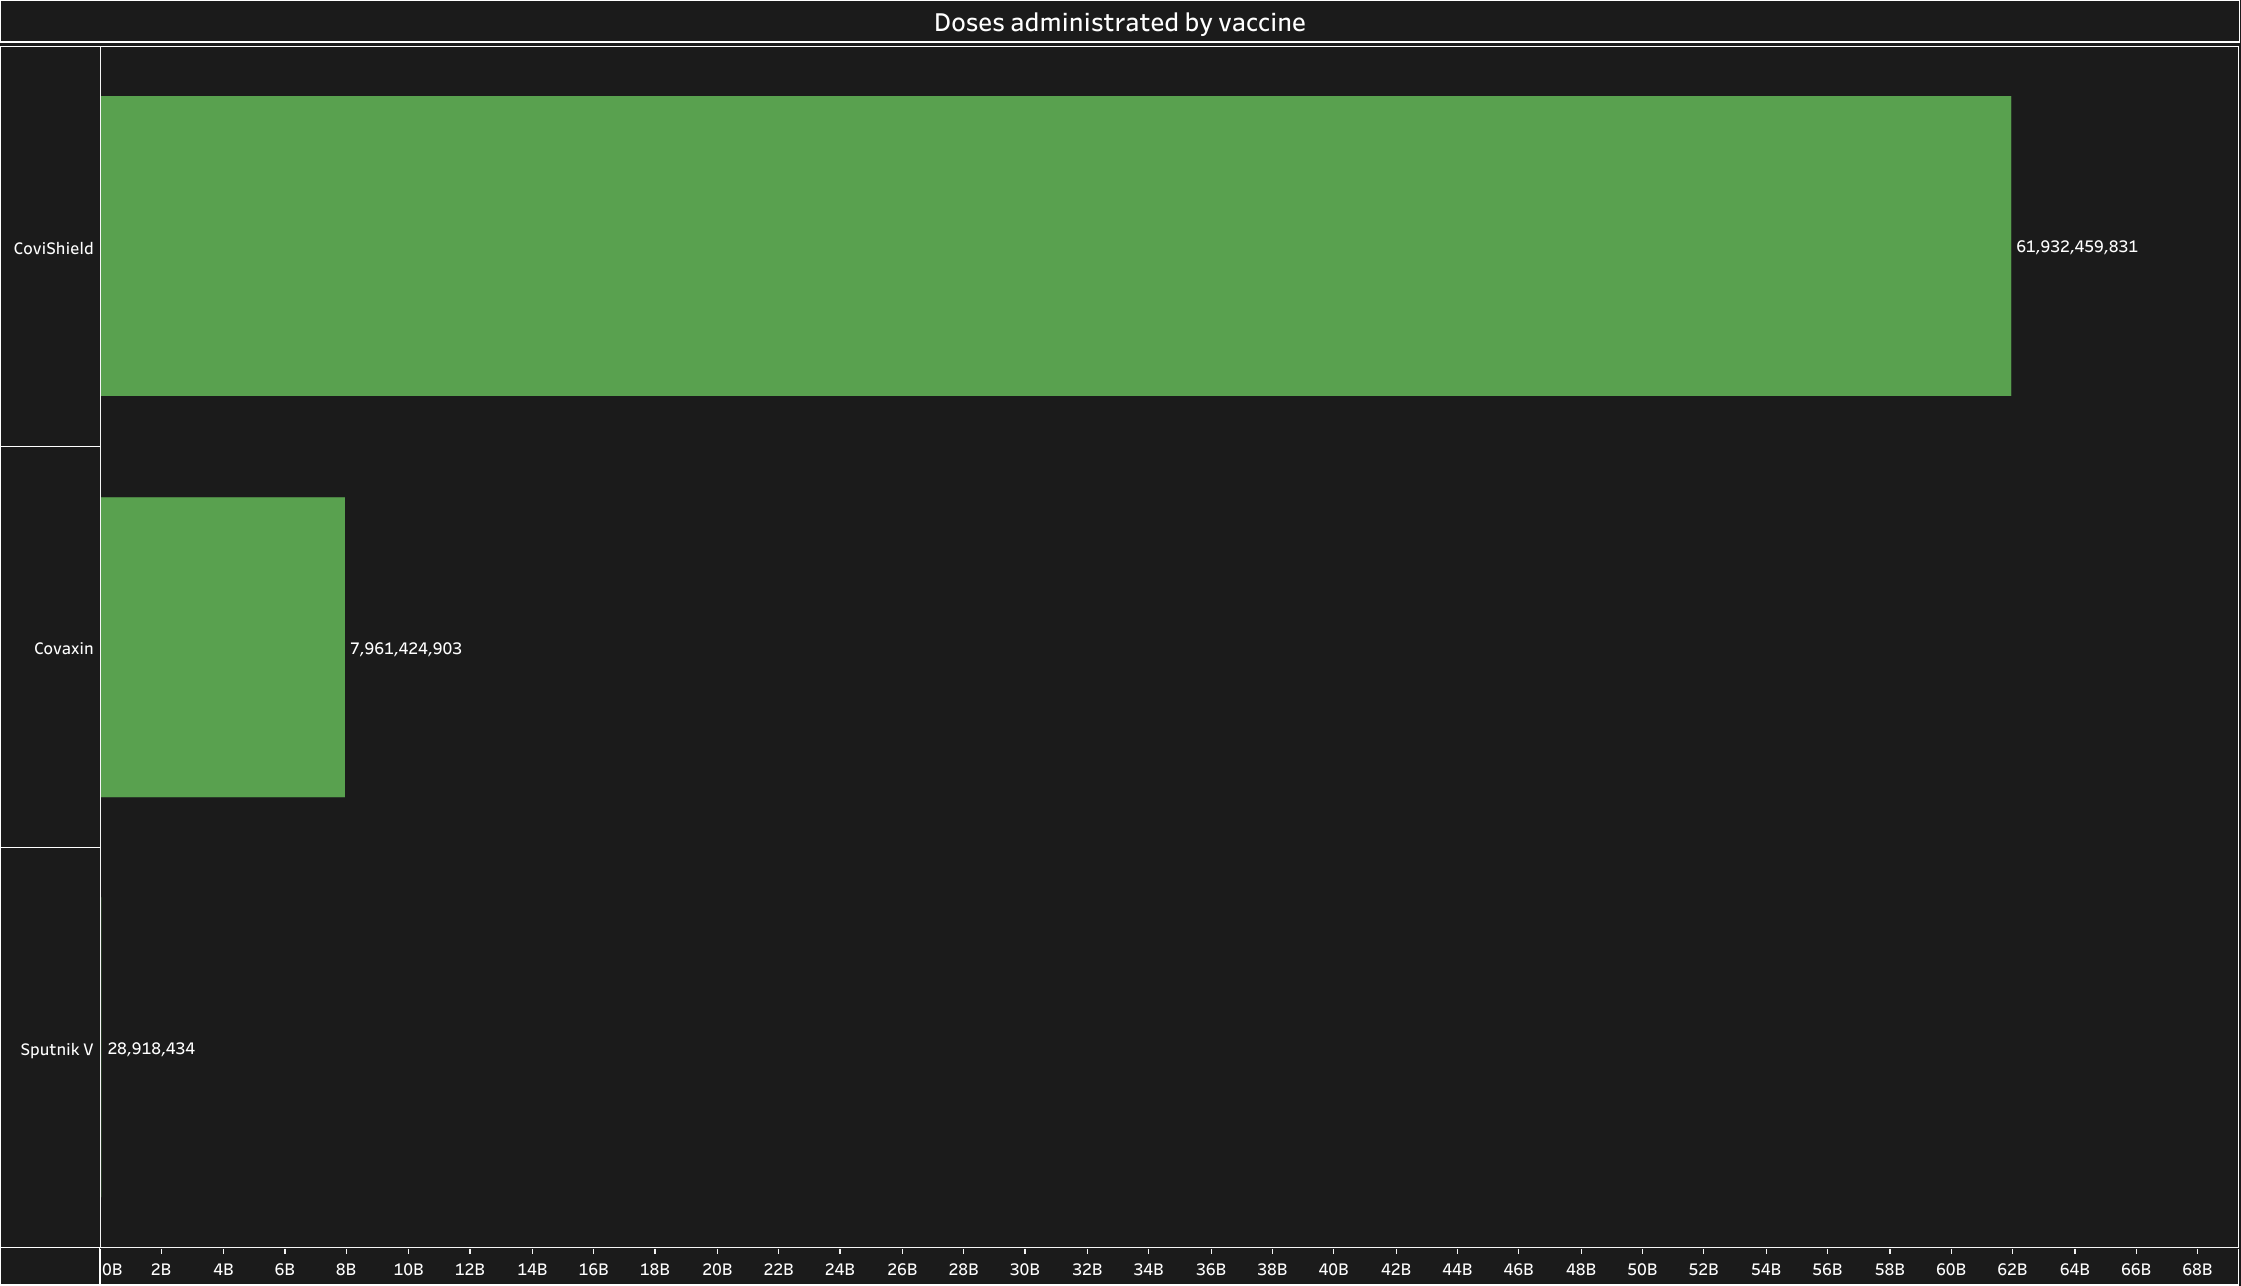 Doses administrated by vaccine
CoviShield
61,932,459,831
Covaxin
7,961,424,903
Sputnik V
28,918,434
0B 2B 4B 6B 8B 10B 12B 14B 16B 18B 20B 22B 24B 26B 28B 30B 32B 34B 36B 38B 40B 42B 44B 46B 48B 50B 52B 54B 56B 58B 60B 62B 64B 66B 68B